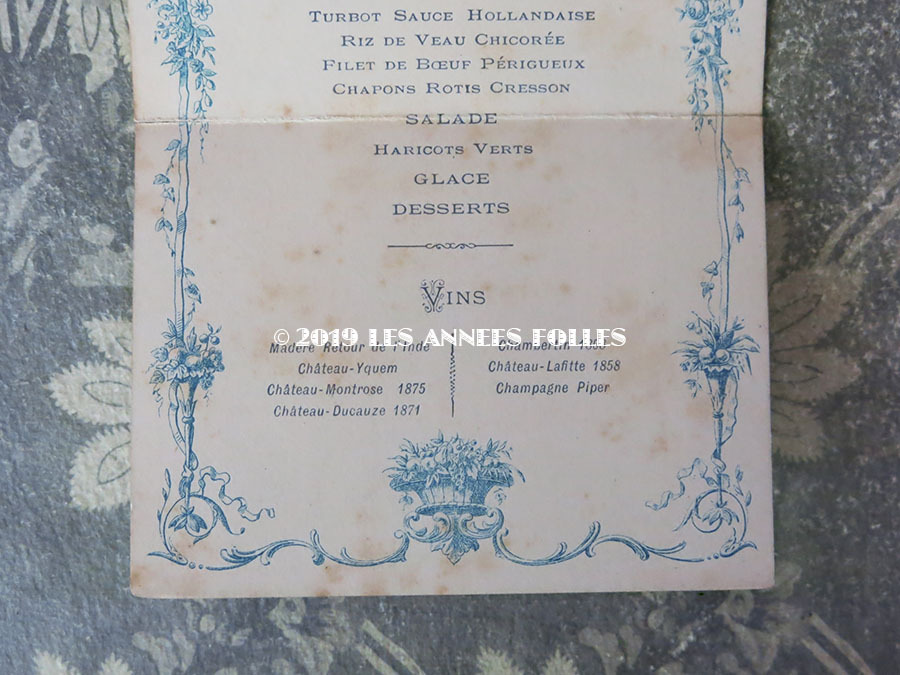 TURBOT SAUCE HOLLANDAISE
RIZ DE VEAU CHICORÉE
FILET DE BŒUF PÉRIGUEUX
CHAPONS ROTIS CRESSON
SALADE
HARICOTS VERTS
GLACE
DESSERTS
VINS
© 2019 LES ANNEES FOLLES
Madère Retour de l'Inde
Château-Yquem
Château-Montrose 1875
Château-Ducauze 1871
Chambertin
Château-Lafitte 1858
Champagne Piper